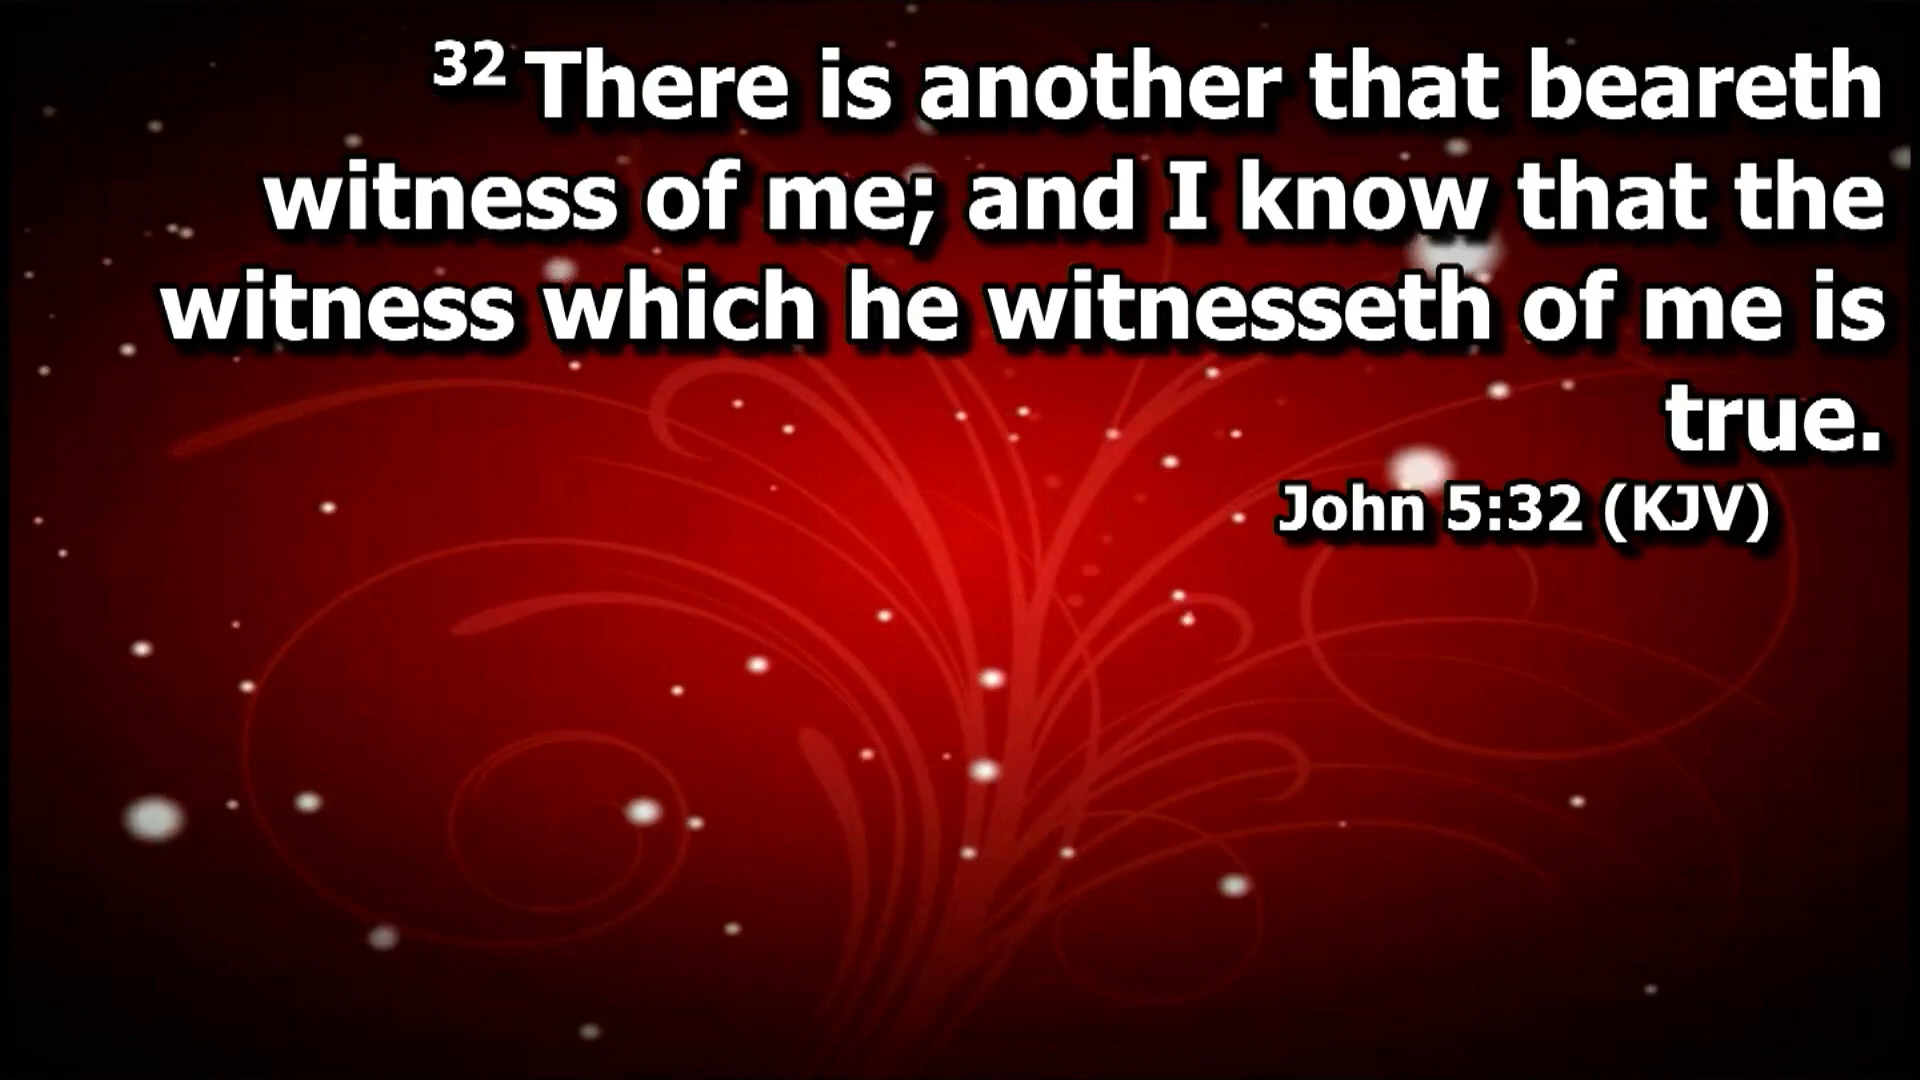 32 There is another that beareth
witness of me; and I know that the
witness which he witnesseth of me is
true.
John 5:32 (KJV)